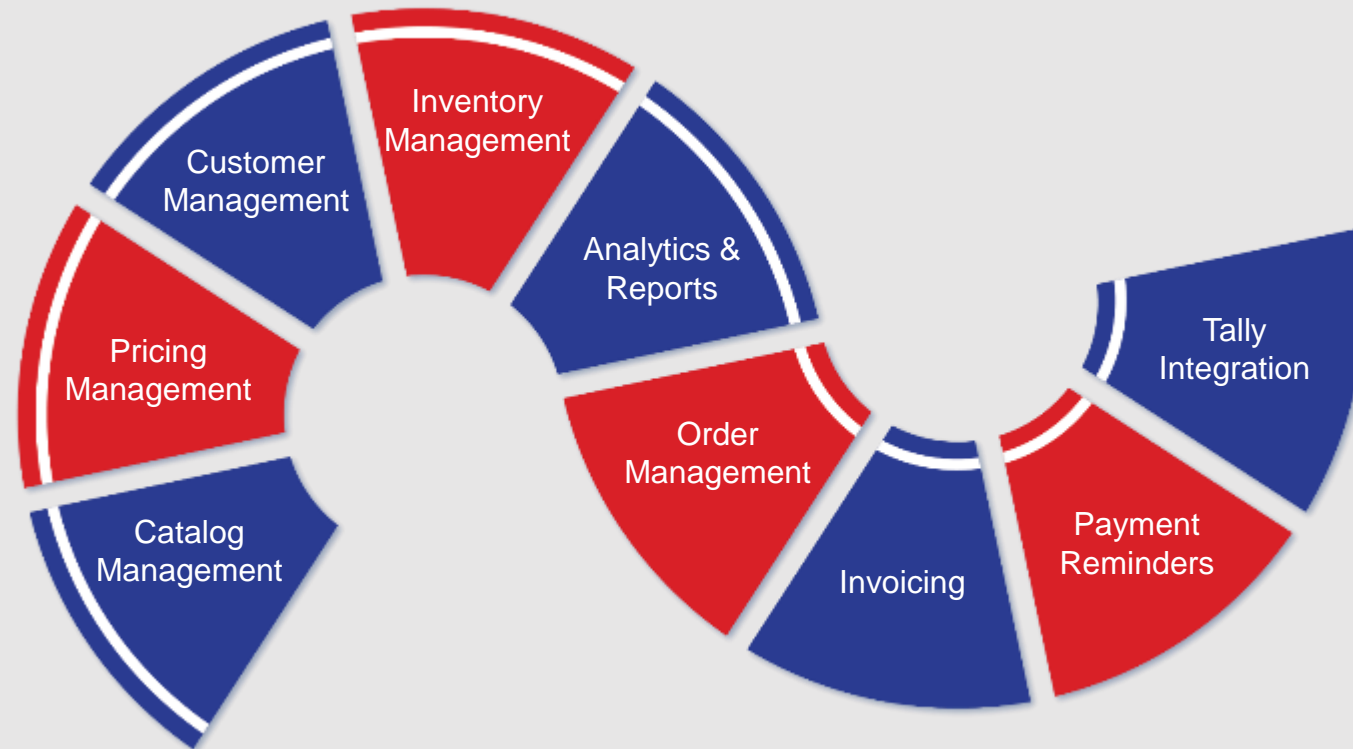 Inventory
Management
Customer
Management
Analytics &
Reports
Pricing
Management
Tally
Integration
Order
Management
Catalog
Management
Payment
Reminders
Invoicing